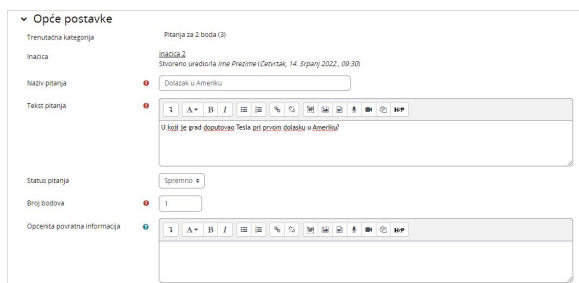 Opće postavke
Trenutačna kategorija
Pitanja za 2 boda (3)
Inačica
Inačica 2
Stvoreno uredio/la Ime Prezime (Četvrtak, 14. Srpanj 2022., 09:30)
Naziv pitanja
Dolazak u Ameriku
Tekst pitanja
A B I H-P
U koji je grad doputovao Tesla pri prvom dolasku u Ameriku?
Status pitanja
Spremno
Broj bodova
1
Općenita povratna informacija
A B I H-P